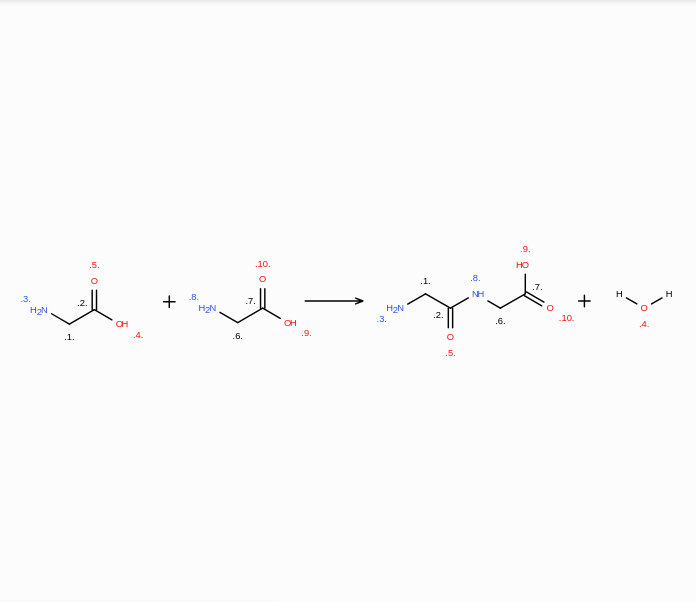 .5.
O
.3.
H2N
.2.
OH
.1.
.4.
+
.10.
O
.8.
H2N
.7.
OH
.6.
.9.
.1.
.8.
NH
.9.
HO
.7.
H2N
.3.
.2.
.6.
O
.10.
O
.5.
+
H
H
O
.4.